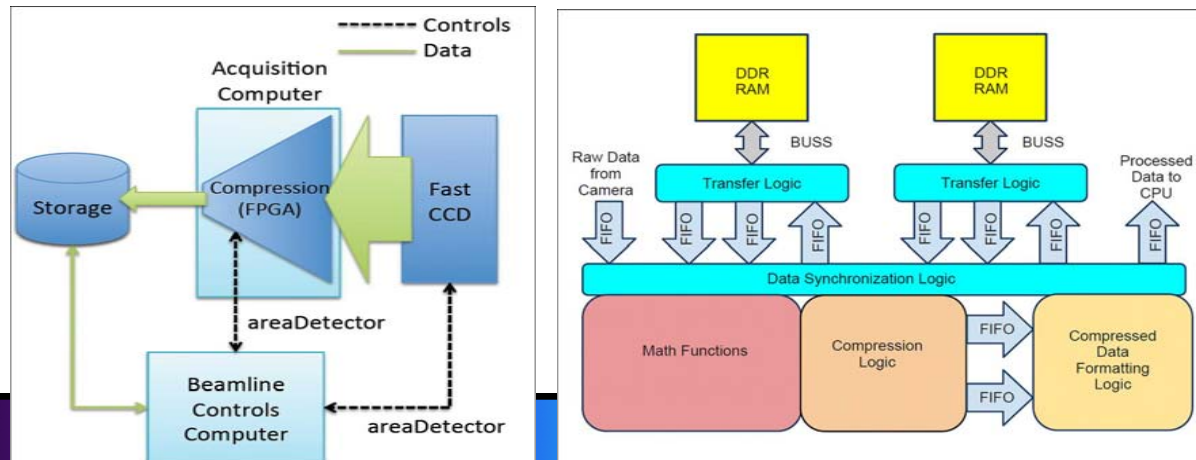 Controls
Data
Acquisition
Computer
Storage
Compression
(FPGA)
Fast
CCD
areaDetector
Beamline
Controls
Computer
areaDetector
DDR
RAM
DDR
RAM
BUSS
BUSS
Raw Data
from
Camera
Transfer Logic
Transfer Logic
Processed
Data to
CPU
FIFO
FIFO
FIFO
FIFO
FIFO
FIFO
FIFO
FIFO
Data Synchronization Logic
Math Functions
Compression
Logic
FIFO
FIFO
Compressed
Data
Formatting
Logic